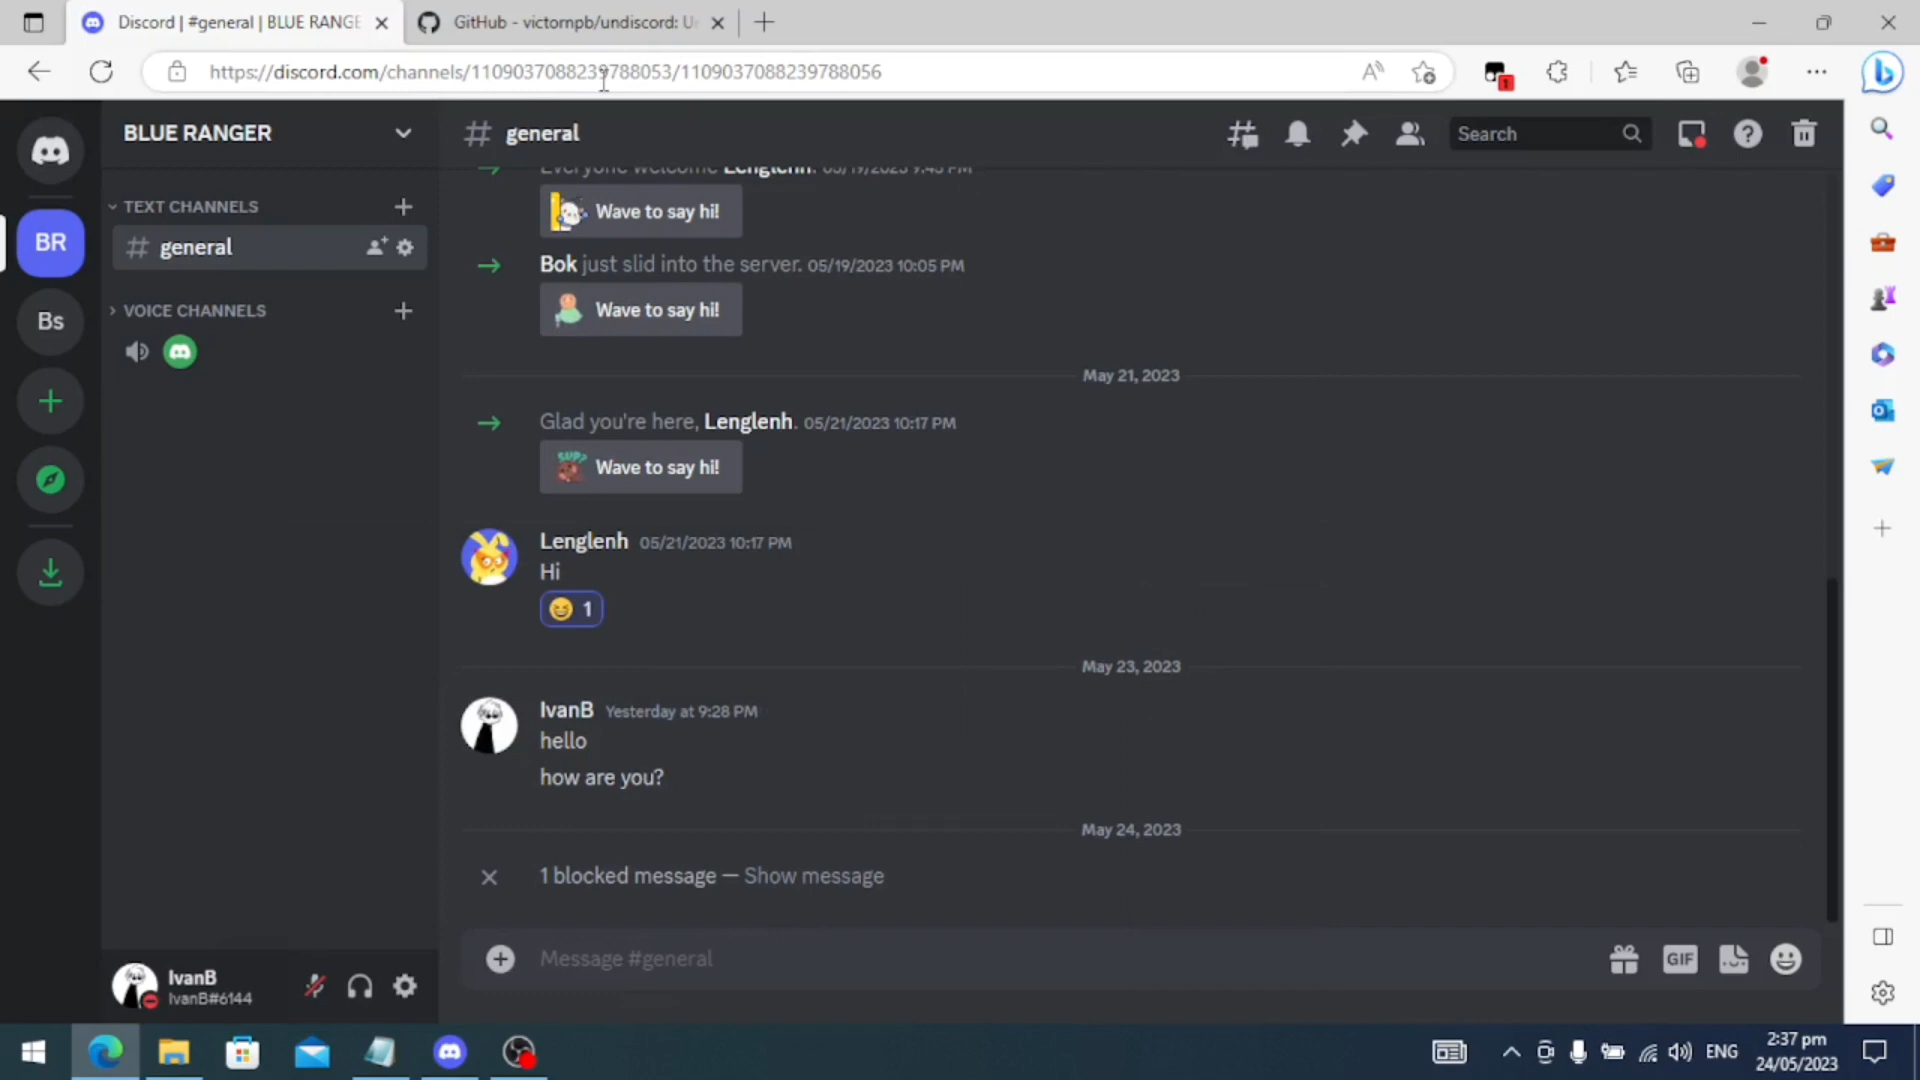 Discord | #general | BLUE RANGE
GitHub - victornpb/undiscord: U
https://discord.com/channels/1109037088239788053/1109037088239788056
1
BLUE RANGER
# general
Search
BR
Bs
TEXT CHANNELS
# general
VOICE CHANNELS
Everyone welcome Lenglenh. 05/19/2023 9:43 PM
Wave to say hi!
Bok just slid into the server. 05/19/2023 10:05 PM
Wave to say hi!
May 21, 2023
Glad you're here, Lenglenh. 05/21/2023 10:17 PM
SUP?
Wave to say hi!
Lenglenh 05/21/2023 10:17 PM
Hi
1
May 23, 2023
IvanB Yesterday at 9:28 PM
hello
how are you?
May 24, 2023
1 blocked message — Show message
Message #general
GIF
IvanB
IvanB#6144
ENG
2:37 pm
24/05/2023